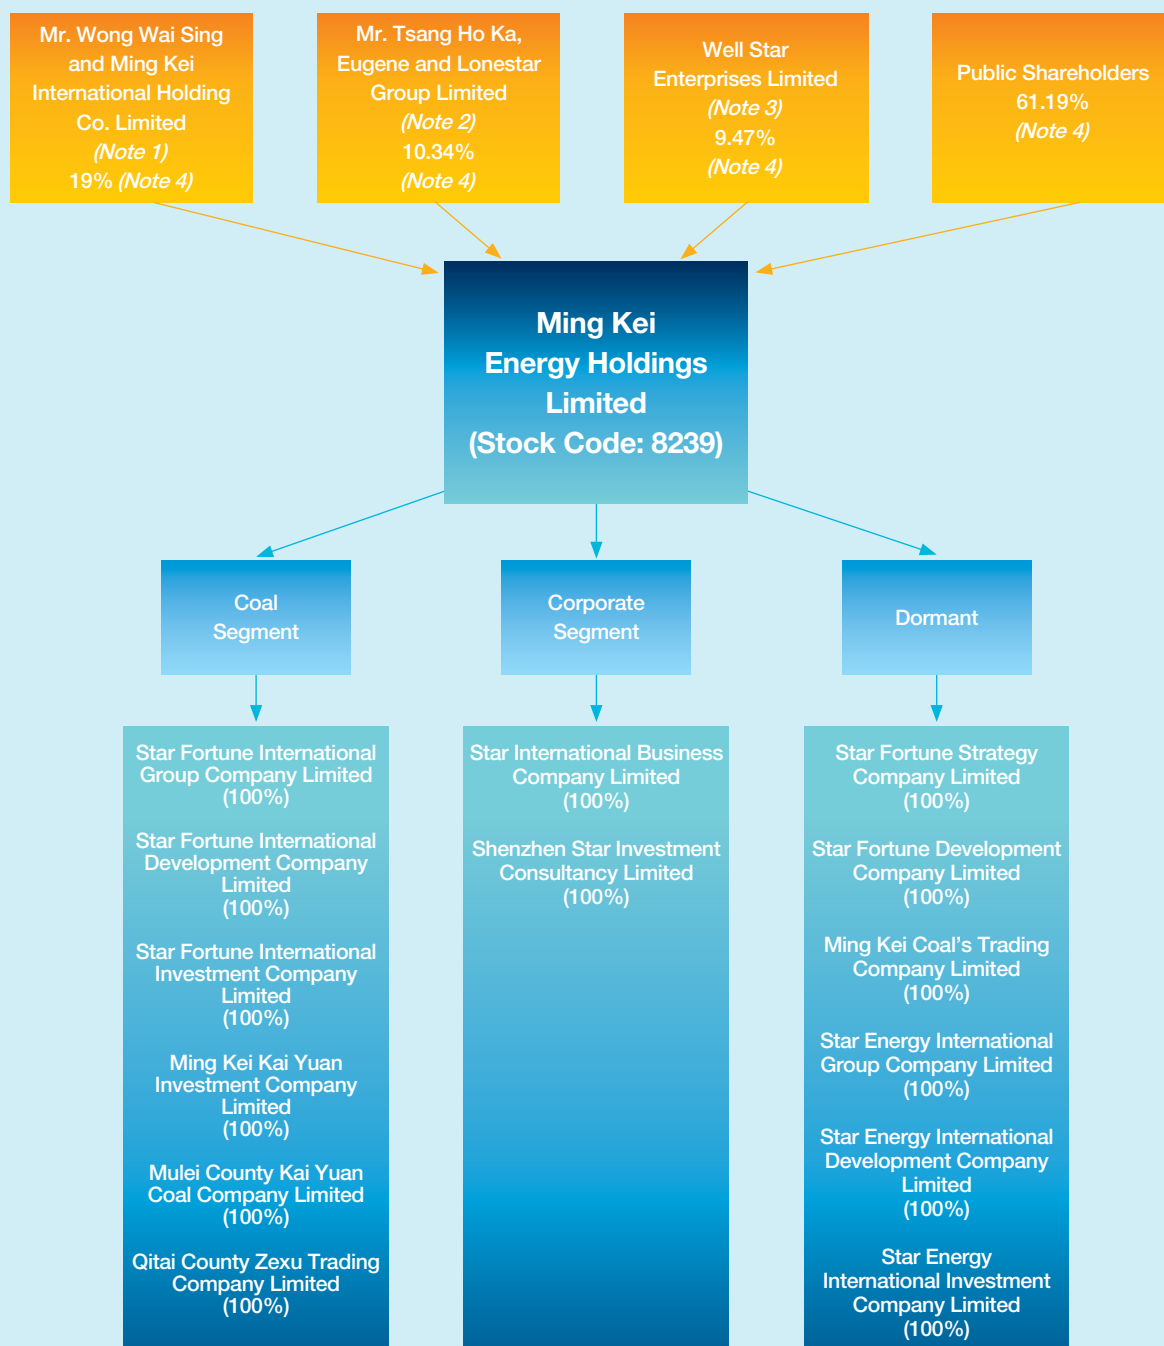 Mr. Wong Wai Sing
and Ming Kei
International Holding
Co. Limited
(Note 1)
19% (Note 4)
Mr. Tsang Ho Ka,
Eugene and Lonestar
Group Limited
(Note 2)
10.34%
(Note 4)
Well Star
Enterprises Limited
(Note 3)
9.47%
(Note 4)
Public Shareholders
61.19%
(Note 4)
Ming Kei
Energy Holdings
Limited
(Stock Code: 8239)
Coal
Segment
Corporate
Segment
Dormant
Star Fortune International
Group Company Limited
(100%)
Star Fortune International
Development Company
Limited
(100%)
Star Fortune International
Investment Company
Limited
(100%)
Ming Kei Kai Yuan
Investment Company
Limited
(100%)
Mulei County Kai Yuan
Coal Company Limited
(100%)
Qitai County Zexu Trading
Company Limited
(100%)
Star International Business
Company Limited
(100%)
Shenzhen Star Investment
Consultancy Limited
(100%)
Star Fortune Strategy
Company Limited
(100%)
Star Fortune Development
Company Limited
(100%)
Ming Kei Coal’s Trading
Company Limited
(100%)
Star Energy International
Group Company Limited
(100%)
Star Energy International
Development Company
Limited
(100%)
Star Energy
International Investment
Company Limited
(100%)